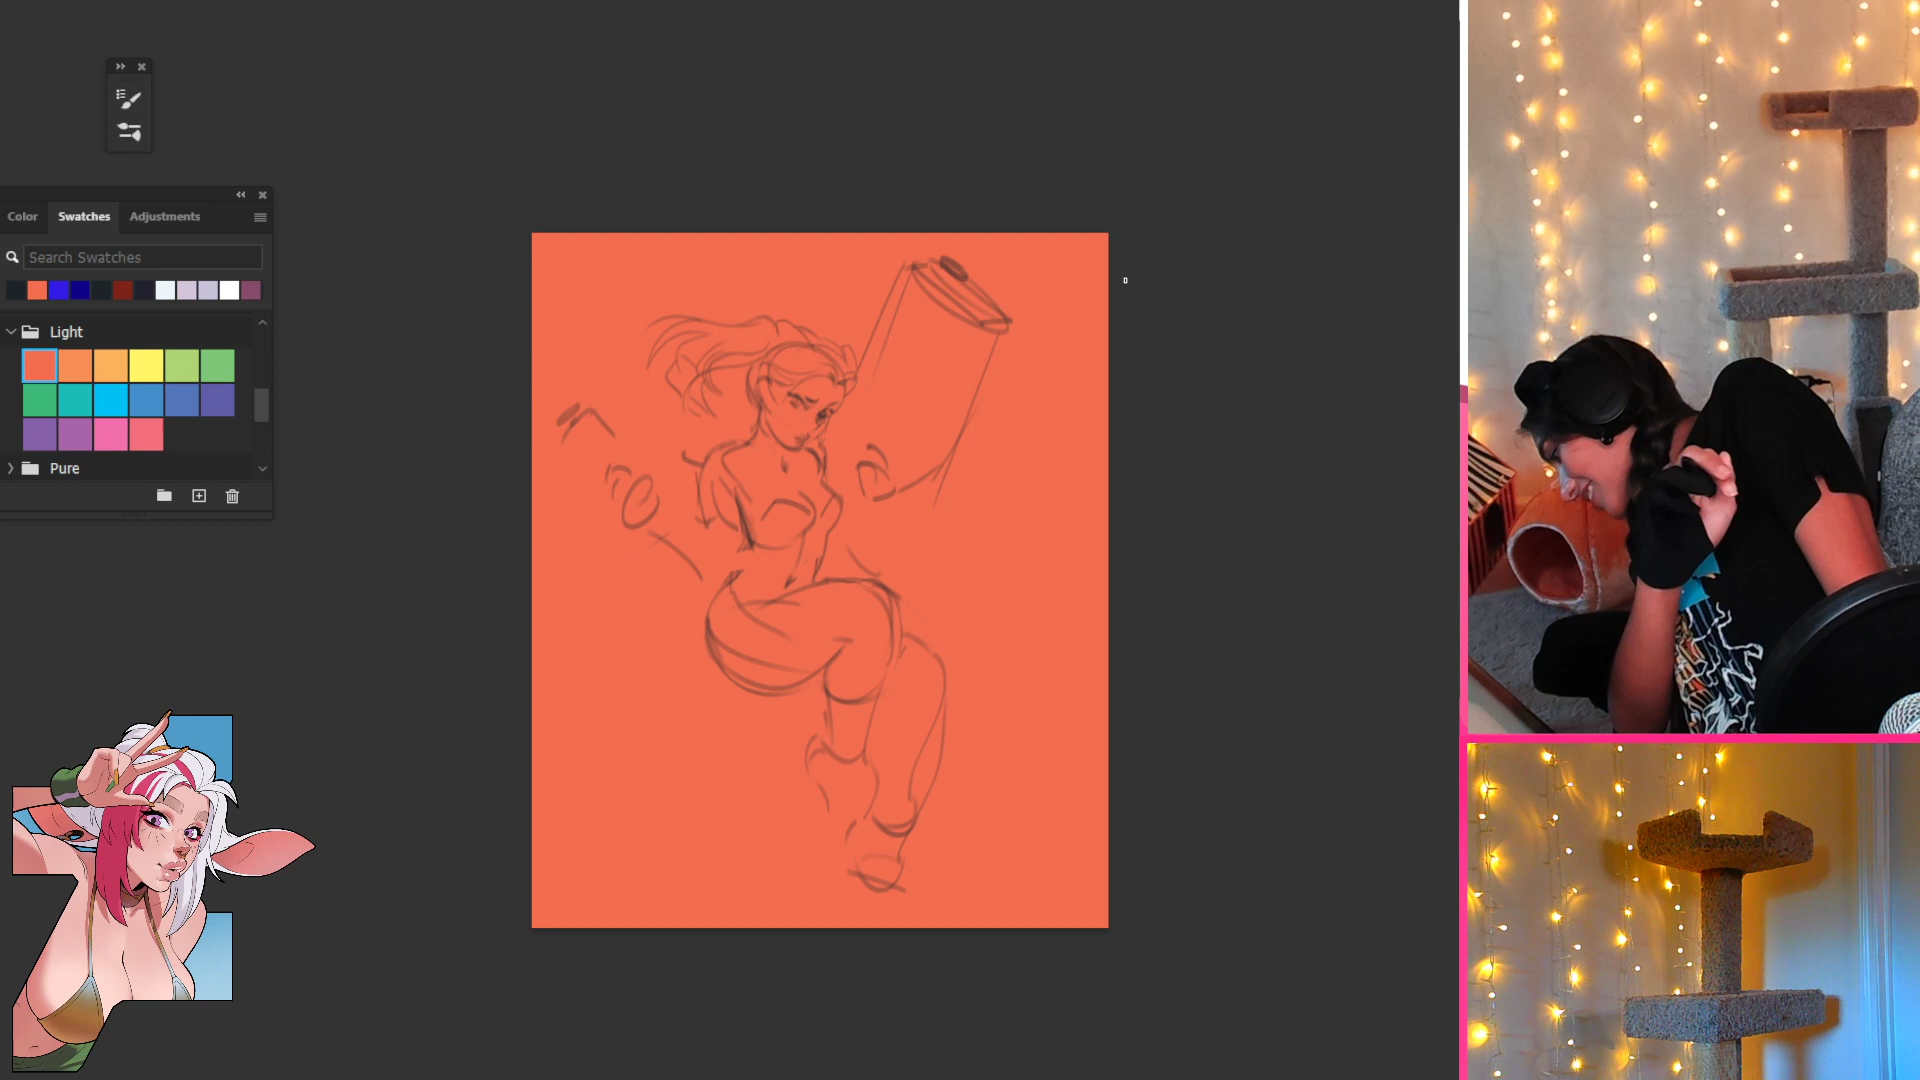 Color
Swatches
Adjustments
Search Swatches
Light
Pure